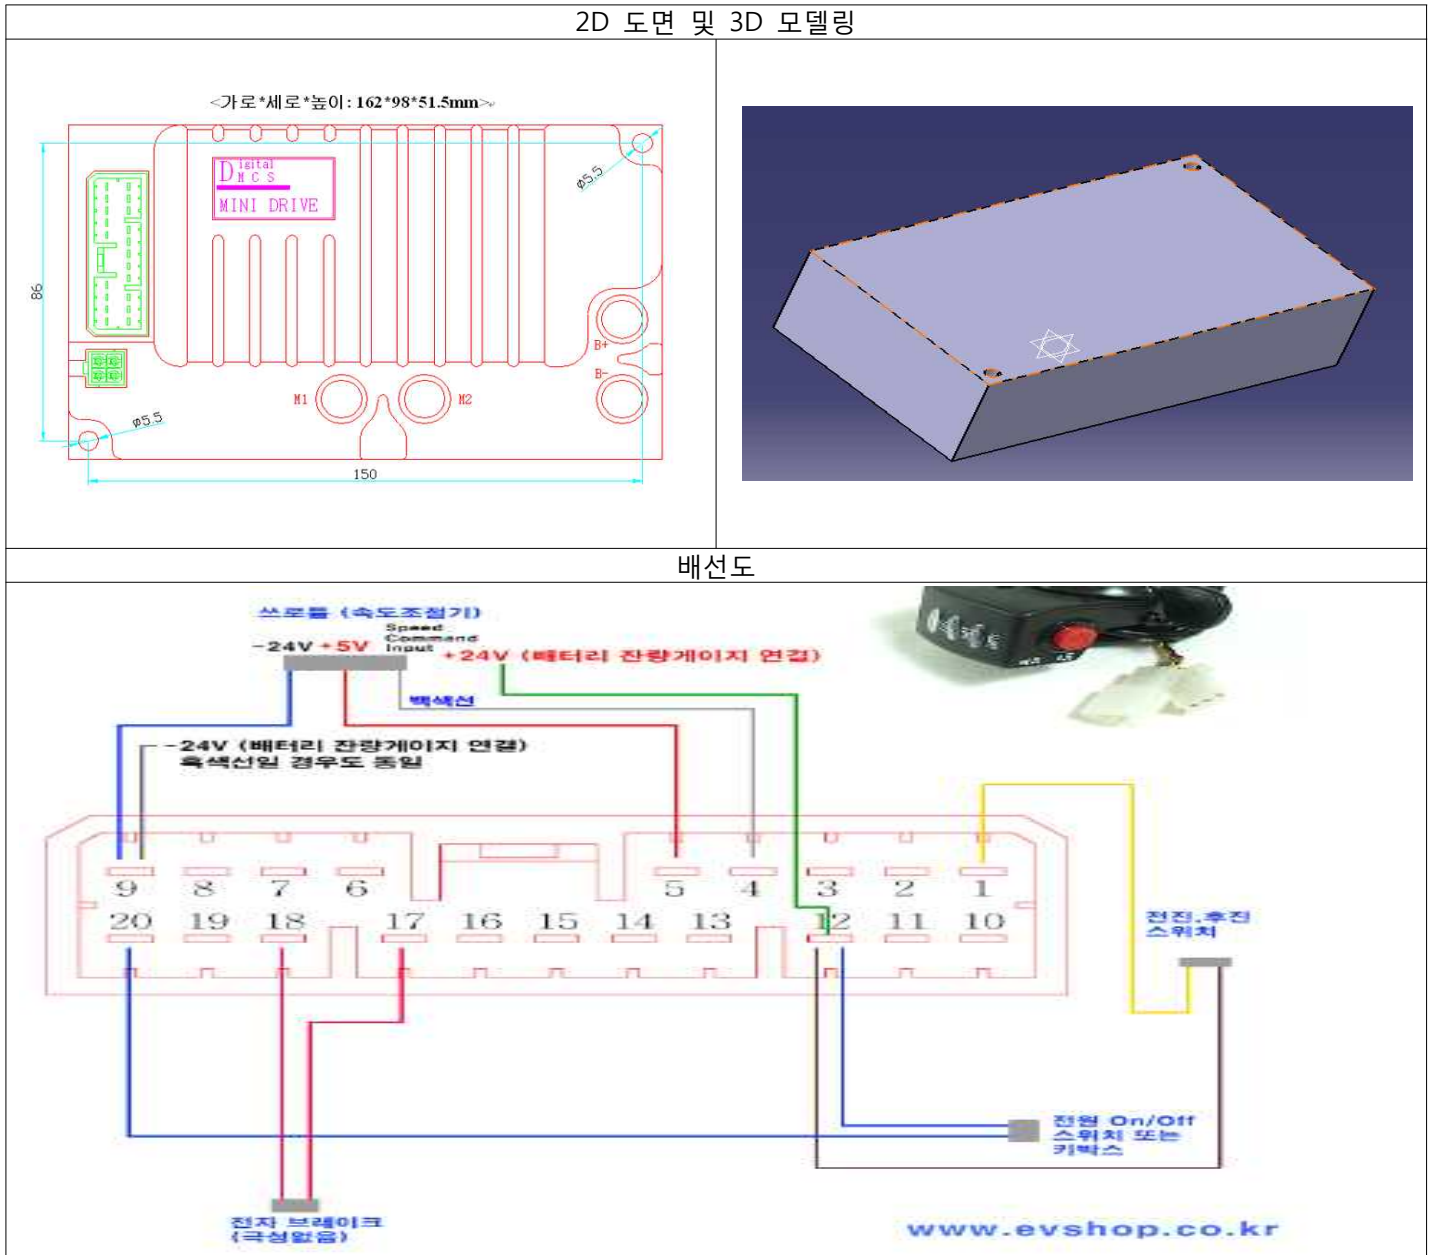 2D 도면 및 3D 모델링
<가로*세로*높이: 162*98*51.5mm>
Digital
MCS
MINI DRIVE
ø5.5
86
B+
B-
M1
M2
ø5.5
150
배선도
쓰로틀 (속도조절기)
-24V +5V
Speed
Command
Input
+24V (배터리 잔량게이지 연결)
백색선
-24V (배터리 잔량게이지 연결)
흑색선일 경우도 동일
9 8 7 6 5 4 3 2 1
20 19 18 17 16 15 14 13 12 11 10
전진,후진
스위치
전원 On/Off
스위치 또는
키박스
전자 브레이크
(극성없음)
www.evshop.co.kr